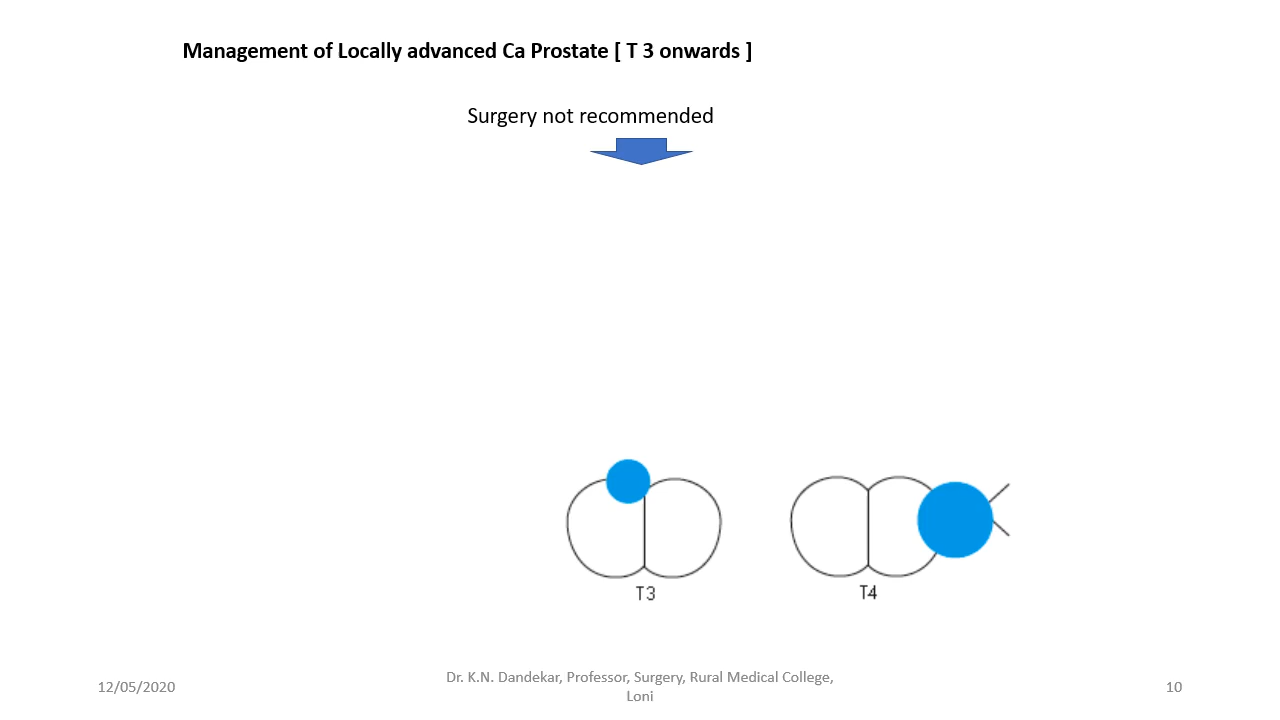 Management of Locally advanced Ca Prostate [ T 3 onwards ]
Surgery not recommended
T3
T4
12/05/2020
Dr. K.N. Dandekar, Professor, Surgery, Rural Medical College,
Loni
10